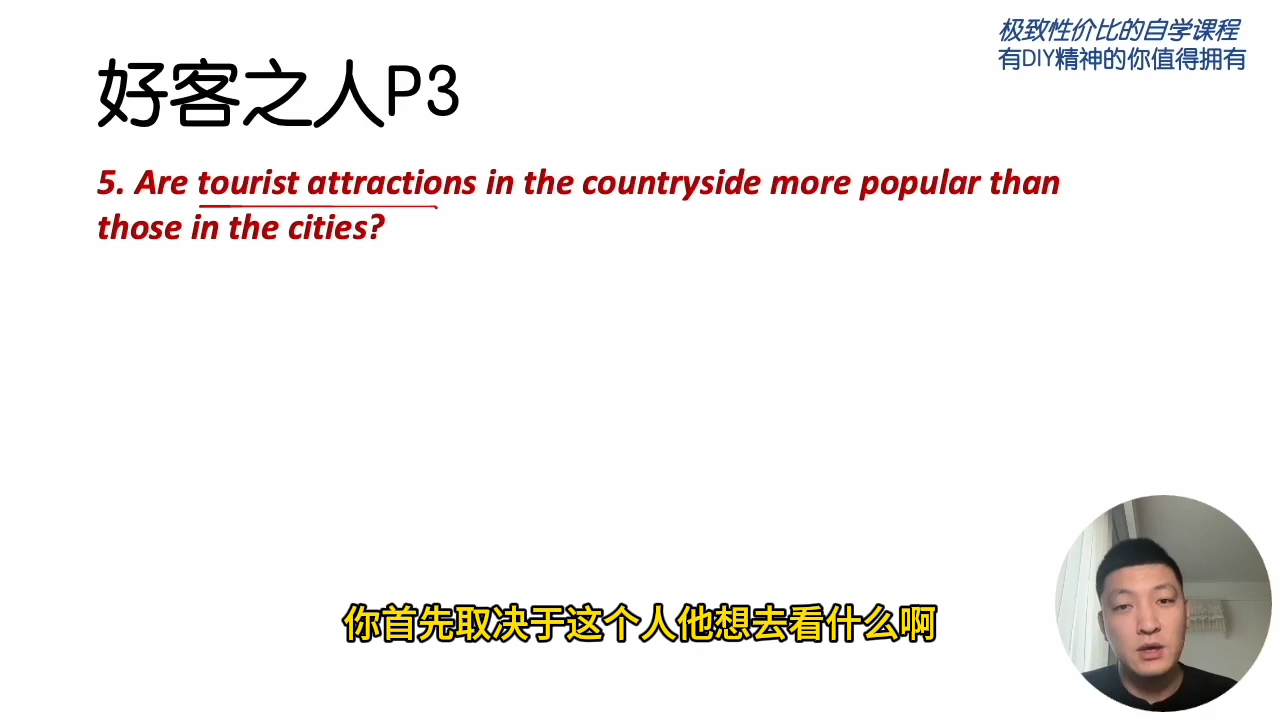 极致性价比的自学课程
有DIY精神的你值得拥有
好客之人P3
5. Are tourist attractions in the countryside more popular than
those in the cities?
你首先取决于这个人他想去看什么啊